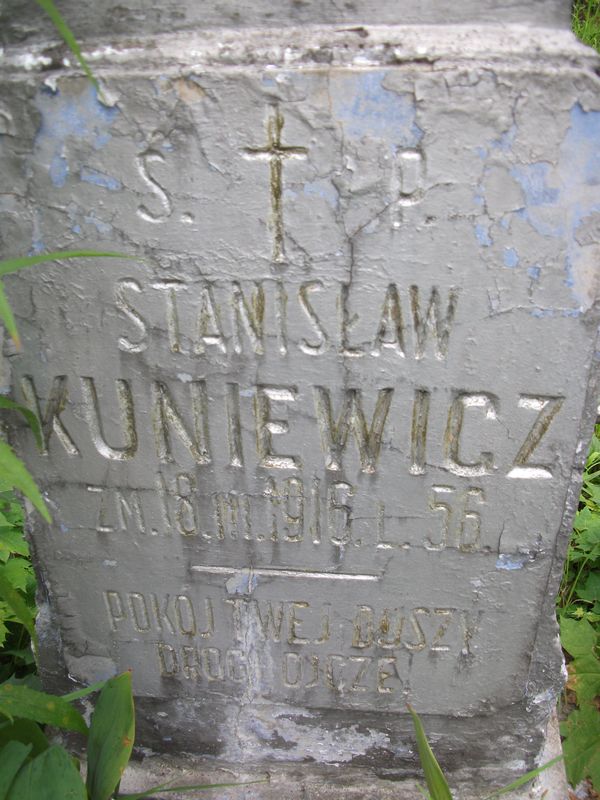 Ś. P.
STANISŁAW
KUNIEWICZ
ZM. 18. III. 1916. L. 56.
POKÓJ TWEJ DUSZY
DROGI OJCZE